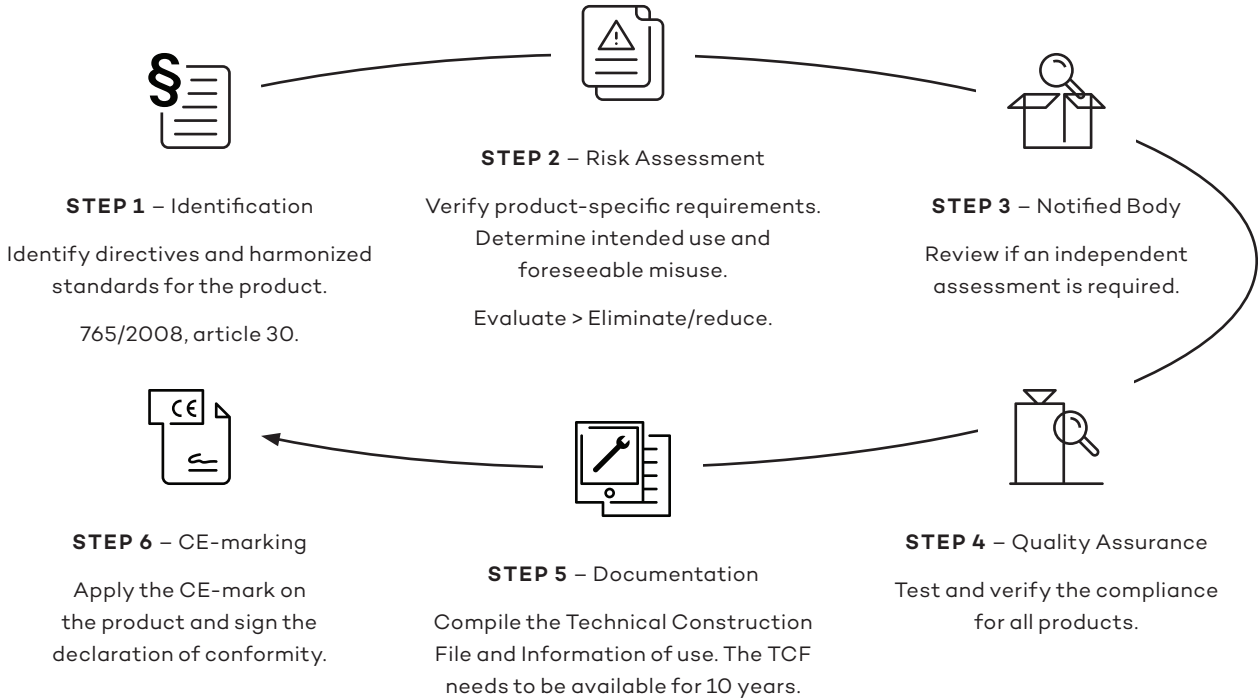 §
STEP 1 – Identification
Identify directives and harmonized
standards for the product.
765/2008, article 30.
STEP 2 – Risk Assessment
Verify product-specific requirements.
Determine intended use and
foreseeable misuse.
Evaluate > Eliminate/reduce.
STEP 3 – Notified Body
Review if an independent
assessment is required.
STEP 4 – Quality Assurance
Test and verify the compliance
for all products.
STEP 5 – Documentation
Compile the Technical Construction
File and Information of use. The TCF
needs to be available for 10 years.
CE
STEP 6 – CE-marking
Apply the CE-mark on
the product and sign the
declaration of conformity.